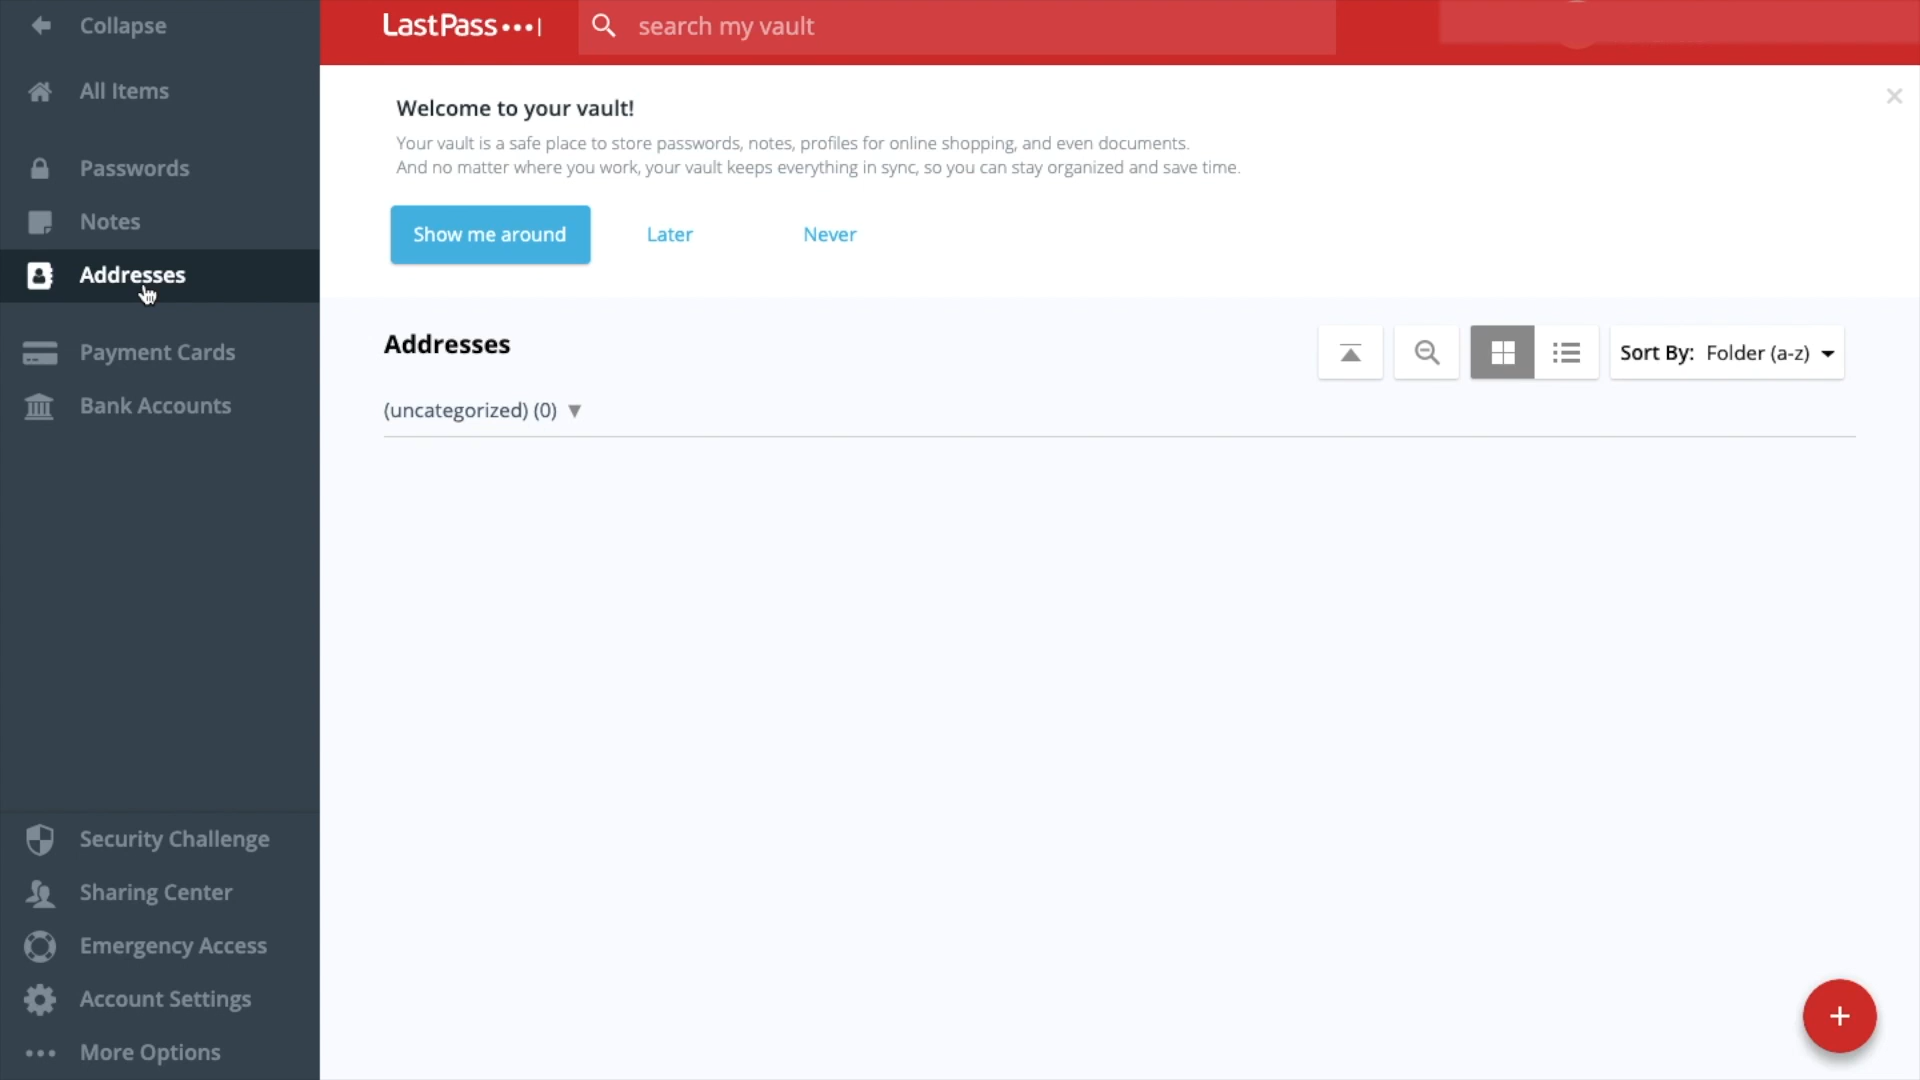 Collapse
All Items
Passwords
Notes
Addresses
Payment Cards
Bank Accounts
Security Challenge
Sharing Center
Emergency Access
Account Settings
More Options
LastPass•••|
search my vault
Welcome to your vault!
Your vault is a safe place to store passwords, notes, profiles for online shopping, and even documents.
And no matter where you work, your vault keeps everything in sync, so you can stay organized and save time.
Show me around
Later
Never
Addresses
Sort By: Folder (a-z)
(uncategorized) (0)